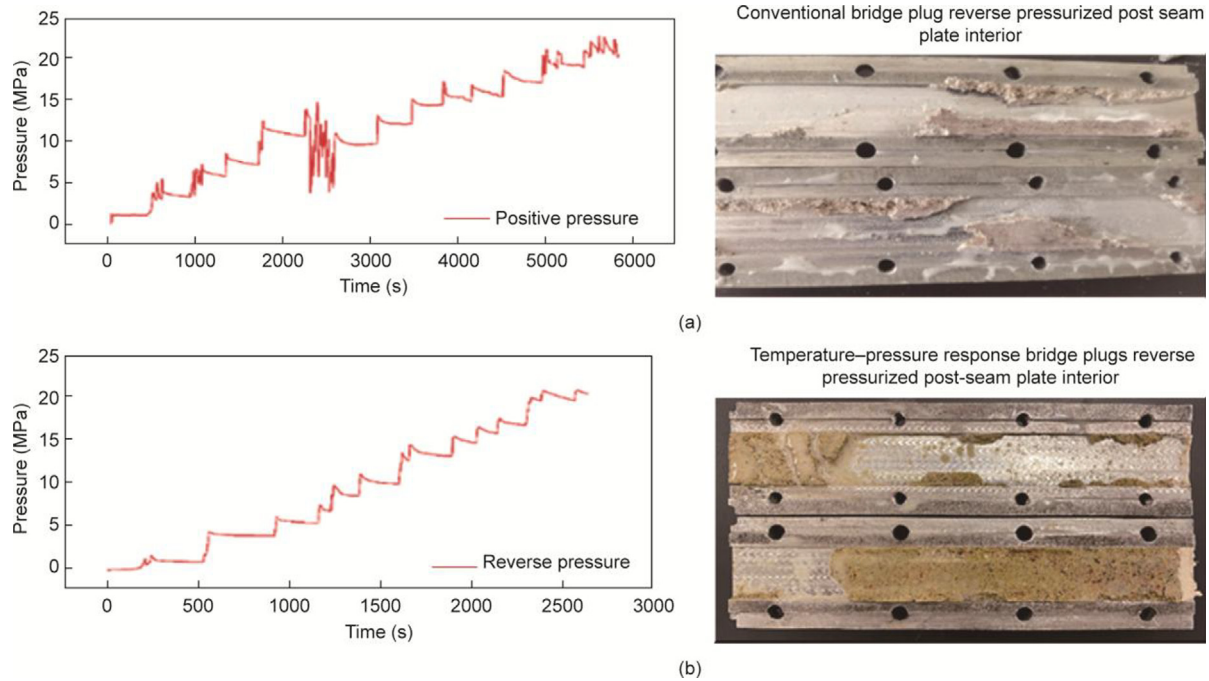 Conventional bridge plug reverse pressurized post seam
plate interior
25
20
15
10
5
0
Pressure (MPa)
Positive pressure
0 1000 2000 3000 4000 5000 6000
Time (s)
(a)
Temperature–pressure response bridge plugs reverse
pressurized post-seam plate interior
25
20
15
10
5
0
Pressure (MPa)
Reverse pressure
0 500 1000 1500 2000 2500 3000
Time (s)
(b)